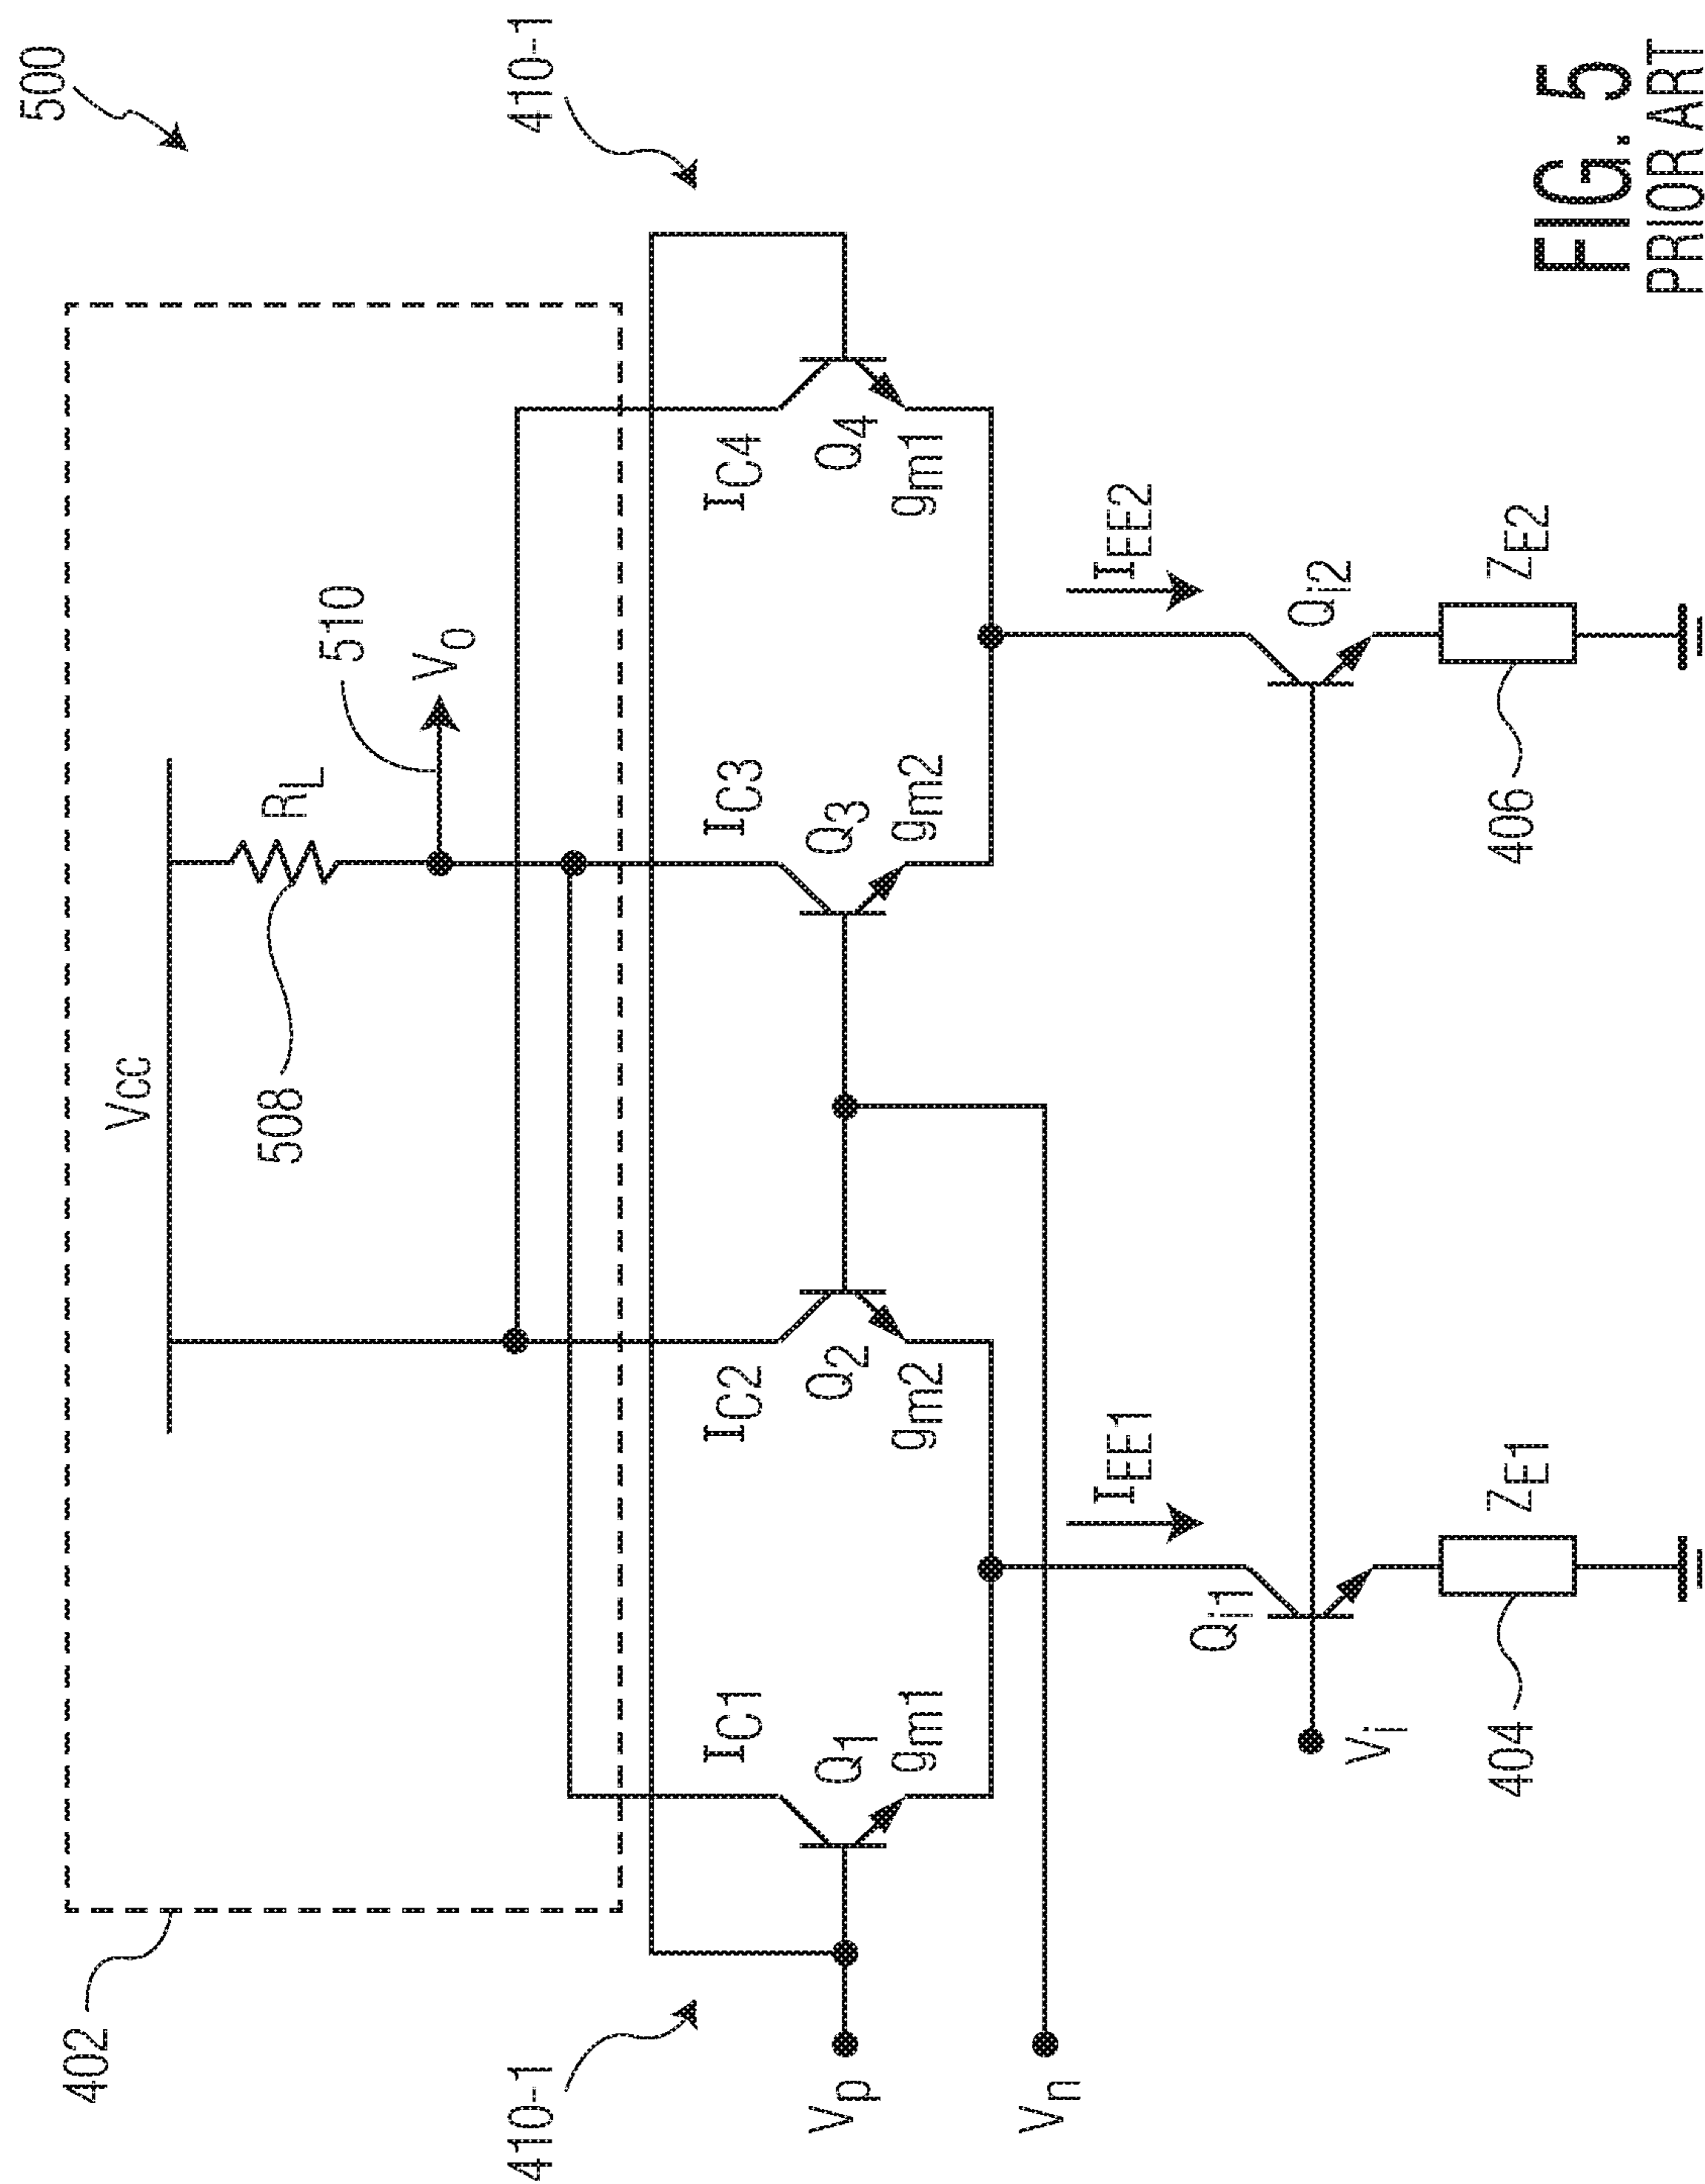 500
402
Vcc
RL
508
510
Vo
410-1
410-1
IC1
IC2
IC3
IC4
Q1
Q2
Q3
Q4
gm1
gm2
gm2
gm1
Vp
Vn
IEE1
IEE2
Qi1
Qi2
Vi
ZE1
ZE2
404
406
FIG. 5
PRIOR ART